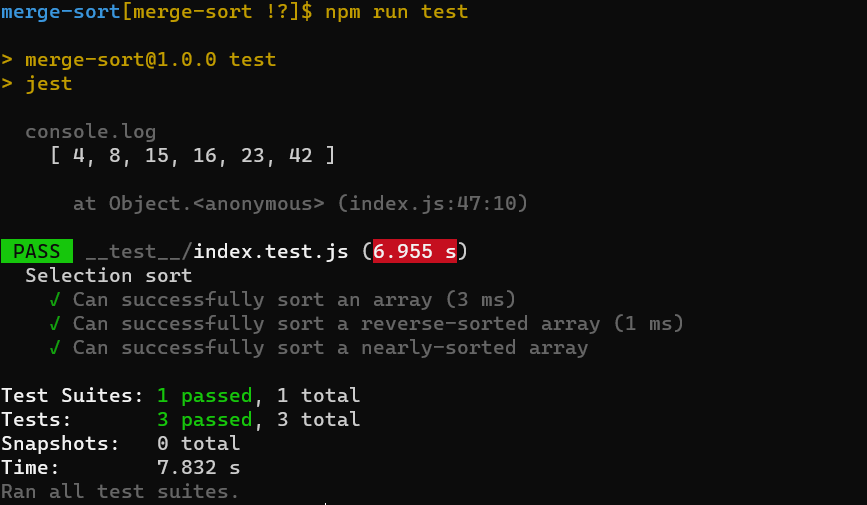 merge-sort[merge-sort !?]$ npm run test
> merge-sort@1.0.0 test
> jest
console.log
[ 4, 8, 15, 16, 23, 42 ]
at Object.<anonymous> (index.js:47:10)
PASS __test__/index.test.js (6.955 s)
Selection sort
√ Can successfully sort an array (3 ms)
√ Can successfully sort a reverse-sorted array (1 ms)
√ Can successfully sort a nearly-sorted array
Test Suites: 1 passed, 1 total
Tests: 3 passed, 3 total
Snapshots: 0 total
Time: 7.832 s
Ran all test suites.